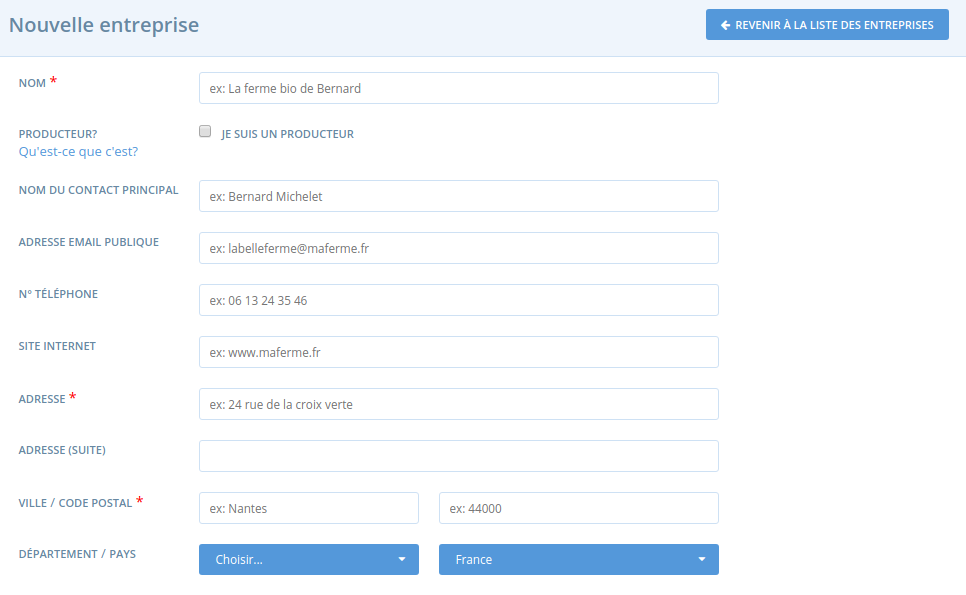 Nouvelle entreprise
REVENIR À LA LISTE DES ENTREPRISES
NOM *
ex: La ferme bio de Bernard
PRODUCTEUR?
Qu'est-ce que c'est?
JE SUIS UN PRODUCTEUR
NOM DU CONTACT PRINCIPAL
ex: Bernard Michelet
ADRESSE EMAIL PUBLIQUE
ex: labelleferme@maferme.fr
N° TÉLÉPHONE
ex: 06 13 24 35 46
SITE INTERNET
ex: www.maferme.fr
ADRESSE *
ex: 24 rue de la croix verte
ADRESSE (SUITE)
VILLE / CODE POSTAL *
ex: Nantes
ex: 44000
DÉPARTEMENT / PAYS
Choisir...
France